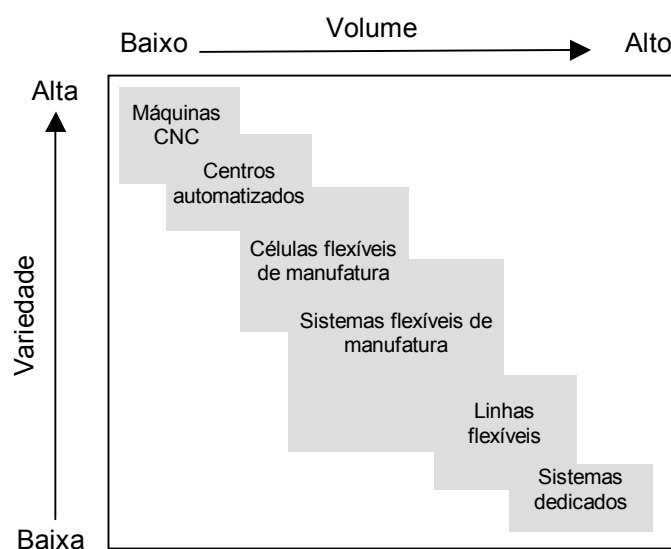 Volume
Baixo
Alto
Alta
Máquinas
CNC
Centros
automatizados
Células flexíveis
de manufatura
Variedade
Sistemas flexíveis de
manufatura
Linhas
flexíveis
Sistemas
dedicados
Baixa